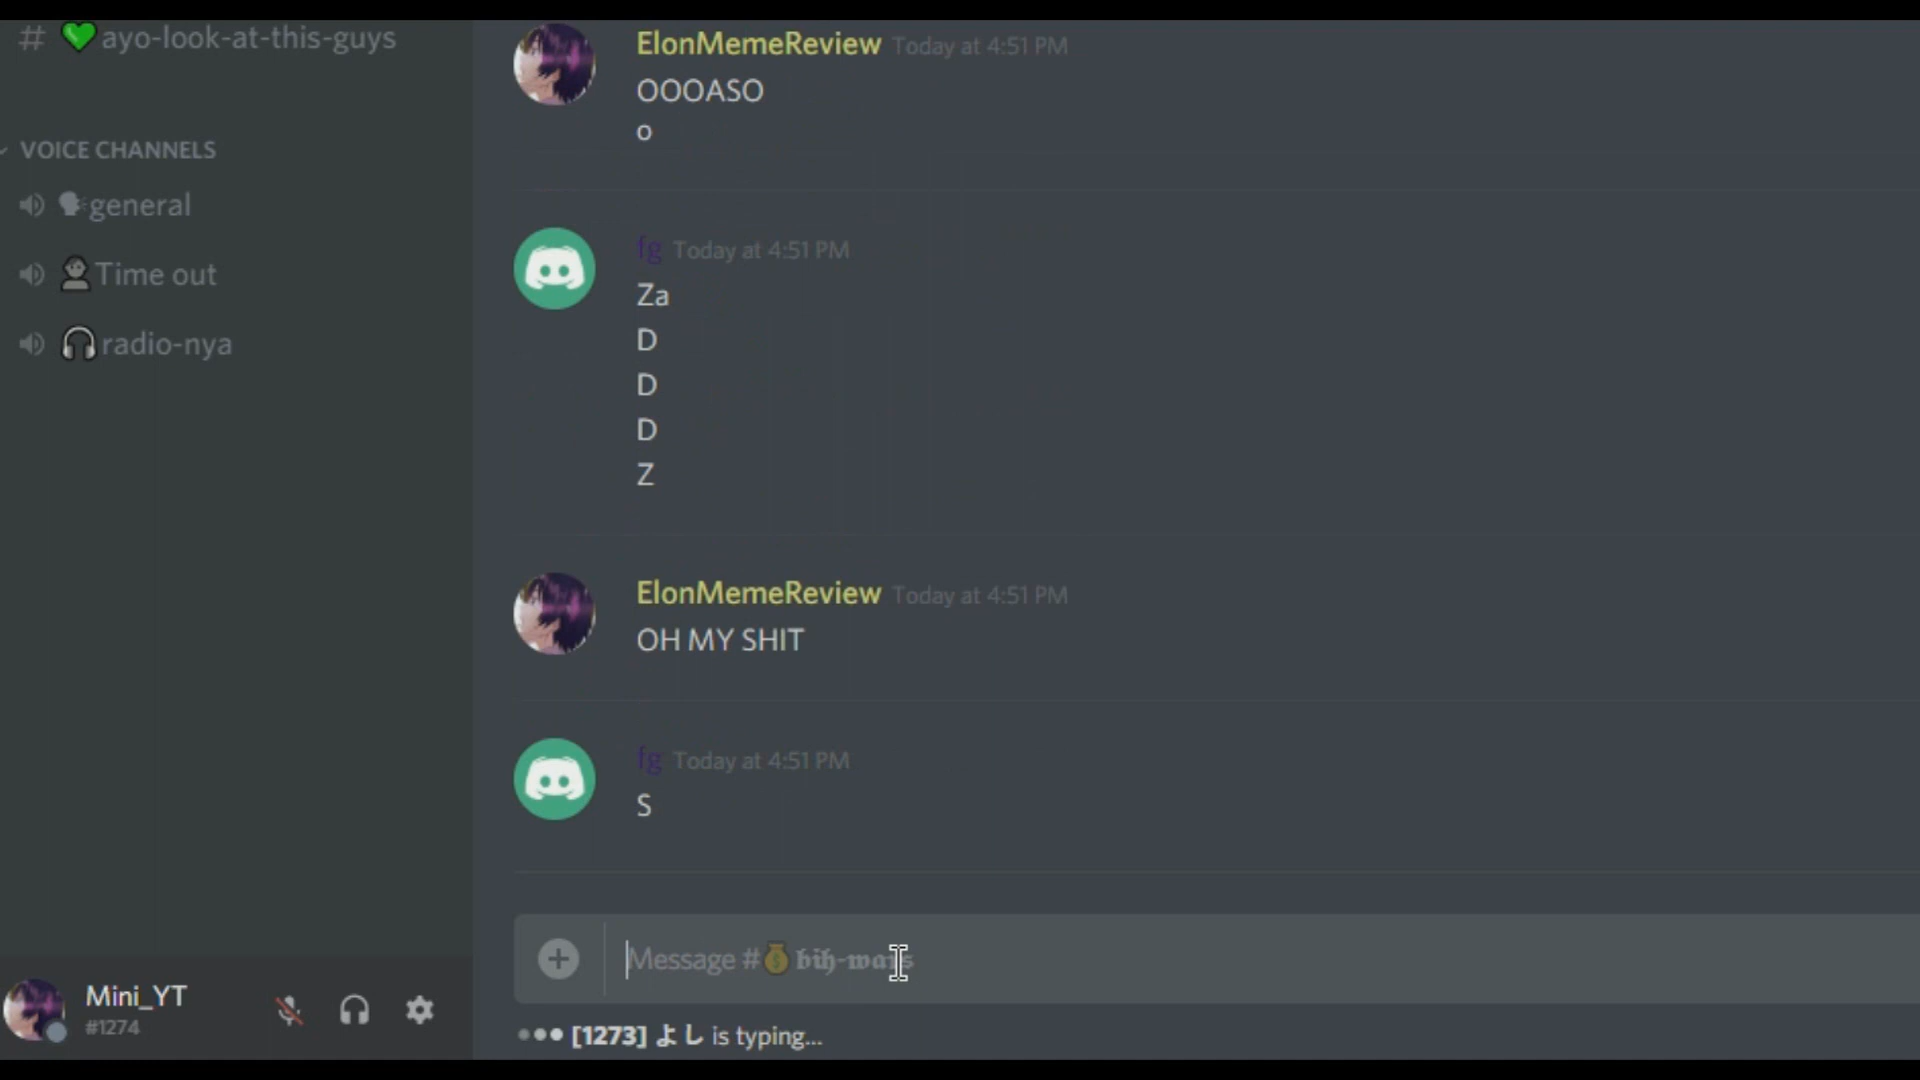 # 💚ayo-look-at-this-guys
VOICE CHANNELS
🗣general
Time out
🎧radio-nya
Mini_YT
#1274
ElonMemeReview Today at 4:51 PM
OOOASO
o
fg Today at 4:51 PM
Za
D
D
D
Z
ElonMemeReview Today at 4:51 PM
OH MY SHIT
fg Today at 4:51 PM
S
Message #💰
[1273] よし is typing...